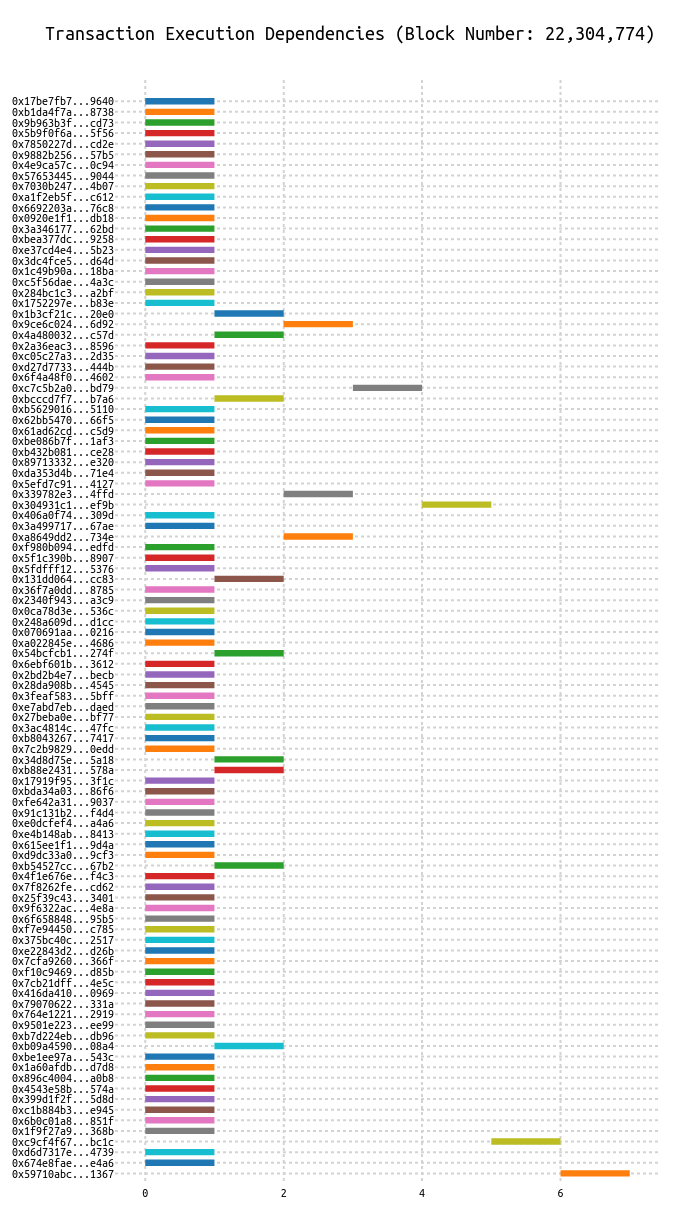 Transaction Execution Dependencies (Block Number: 22,304,774)
0x17be7fb7...9640
0xb1da4f7a...8738
0x9b963b3f...cd73
0x5b9f0f6a...5f56
0x7850227d...cd2e
0x9882b256...57b5
0x4e9ca57c...0c94
0x57653445...9044
0x7030b247...4b07
0xa1f2eb5f...c612
0x6692203a...76c8
0x0920e1f1...db18
0x3a346177...62bd
0xbea377dc...9258
0xe37cd4e4...5b23
0x3dc4fce5...d64d
0x1c49b90a...18ba
0xc5f56dae...4a3c
0x284bc1c3...a2bf
0x1752297e...b83e
0x1b3cf21c...20e0
0x9ce6c024...6d92
0x4a480032...c57d
0x2a36eac3...8596
0xc05c27a3...2d35
0xd27d7733...444b
0x6f4a48f0...4602
0xc7c5b2a0...bd79
0xbcccd7f7...b7a6
0xb5629016...5110
0x62bb5470...66f5
0x61ad62cd...c5d9
0xbe086b7f...1af3
0xb432b081...ce28
0x89713332...e320
0xda353d4b...71e4
0x5efd7c91...4127
0x339782e3...4ffd
0x304931c1...ef9b
0x406a0f74...309d
0x3a499717...67ae
0xa8649dd2...734e
0xf980b094...edfd
0x5f1c390b...8907
0x5fdfff12...5376
0x131dd064...cc83
0x36f7a0dd...8785
0x2340f943...a3c9
0x0ca78d3e...536c
0x248a609d...d1cc
0x070691aa...0216
0xa022845e...4686
0x54bcfcb1...274f
0x6ebf601b...3612
0x2bd2b4e7...becb
0x28da908b...4545
0x3feaf583...5bff
0xe7abd7eb...daed
0x27beba0e...bf77
0x3ac4814c...47fc
0xb8043267...7417
0x7c2b9829...0edd
0x34d8d75e...5a18
0xb88e2431...578a
0x17919f95...3f1c
0xbda34a03...86f6
0xfe642a31...9037
0x91c131b2...f4d4
0xe0dcfef4...a4a6
0xe4b148ab...8413
0x615ee1f1...9d4a
0xd9dc33a0...9cf3
0xb54527cc...67b2
0x4f1e676e...f4c3
0x7f8262fe...cd62
0x25f39c43...3401
0x9f6322ac...4e8a
0x6f658848...95b5
0xf7e94450...c785
0x375bc40c...2517
0xe22843d2...d26b
0x7cfa9260...366f
0xf10c9469...d85b
0x7cb21dff...4e5c
0x416da410...0969
0x79070622...331a
0x764e1221...2919
0x9501e223...ee99
0xb7d224eb...db96
0xb09a4590...08a4
0xbe1ee97a...543c
0x1a60afdb...d7d8
0x896c4004...a0b8
0x4543e58b...574a
0x399d1f2f...5d8d
0xc1b884b3...e945
0x6b0c01a8...851f
0x1f9f27a9...368b
0xc9cf4f67...bc1c
0xd6d7317e...4739
0x674e8fae...e4a6
0x59710abc...1367
0 2 4 6